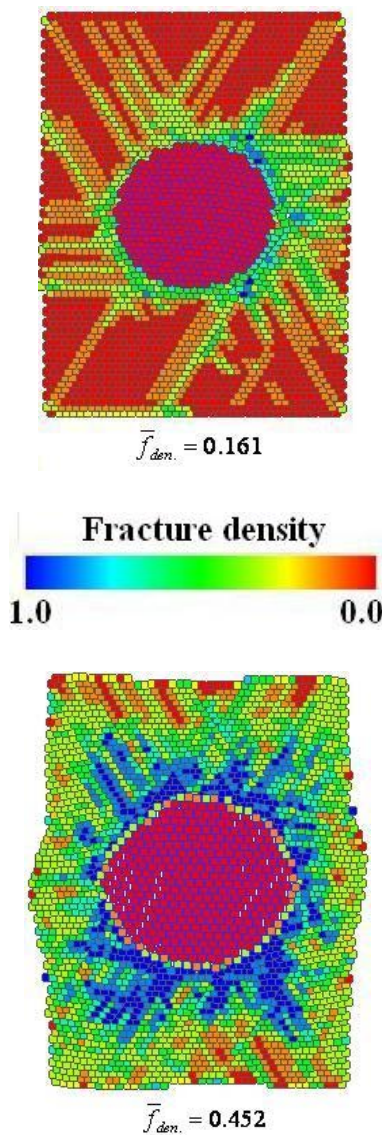 f̅den. = 0.161
Fracture density
1.0 0.0
f̅den. = 0.452